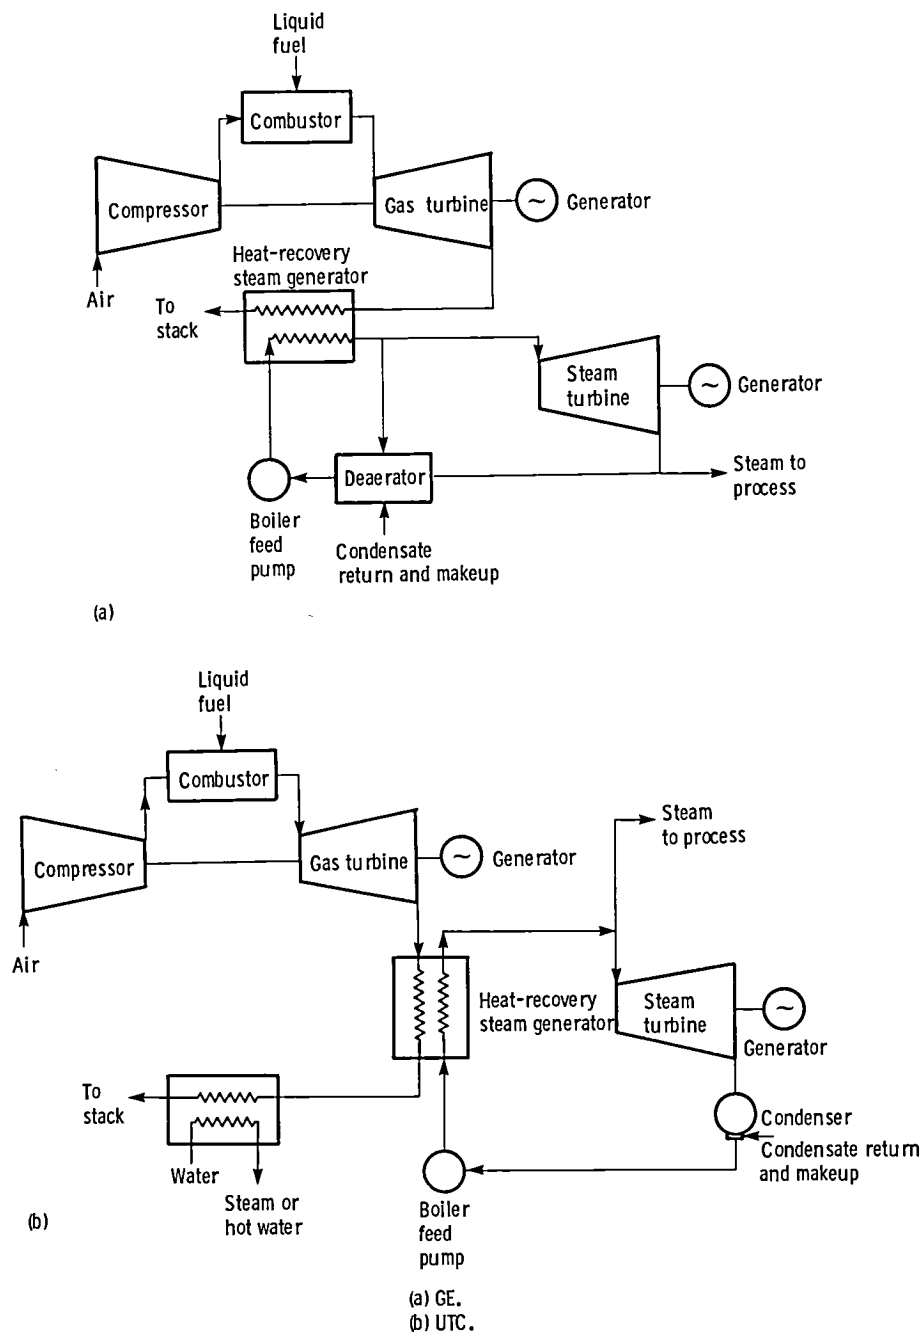 Liquid
fuel
Combustor
Compressor
Gas turbine
~
Generator
Air
Heat-recovery
steam generator
To
stack
Steam
turbine
~
Generator
Deaerator
Steam to
process
Boiler
feed
pump
Condensate
return and makeup
(a)
Liquid
fuel
Combustor
Compressor
Gas turbine
~
Generator
Steam
to process
Air
Heat-recovery
steam generator
Steam
turbine
~
Generator
To
stack
Water
Steam or
hot water
Condenser
Condensate return
and makeup
Boiler
feed
pump
(b)
(a) GE.
(b) UTC.